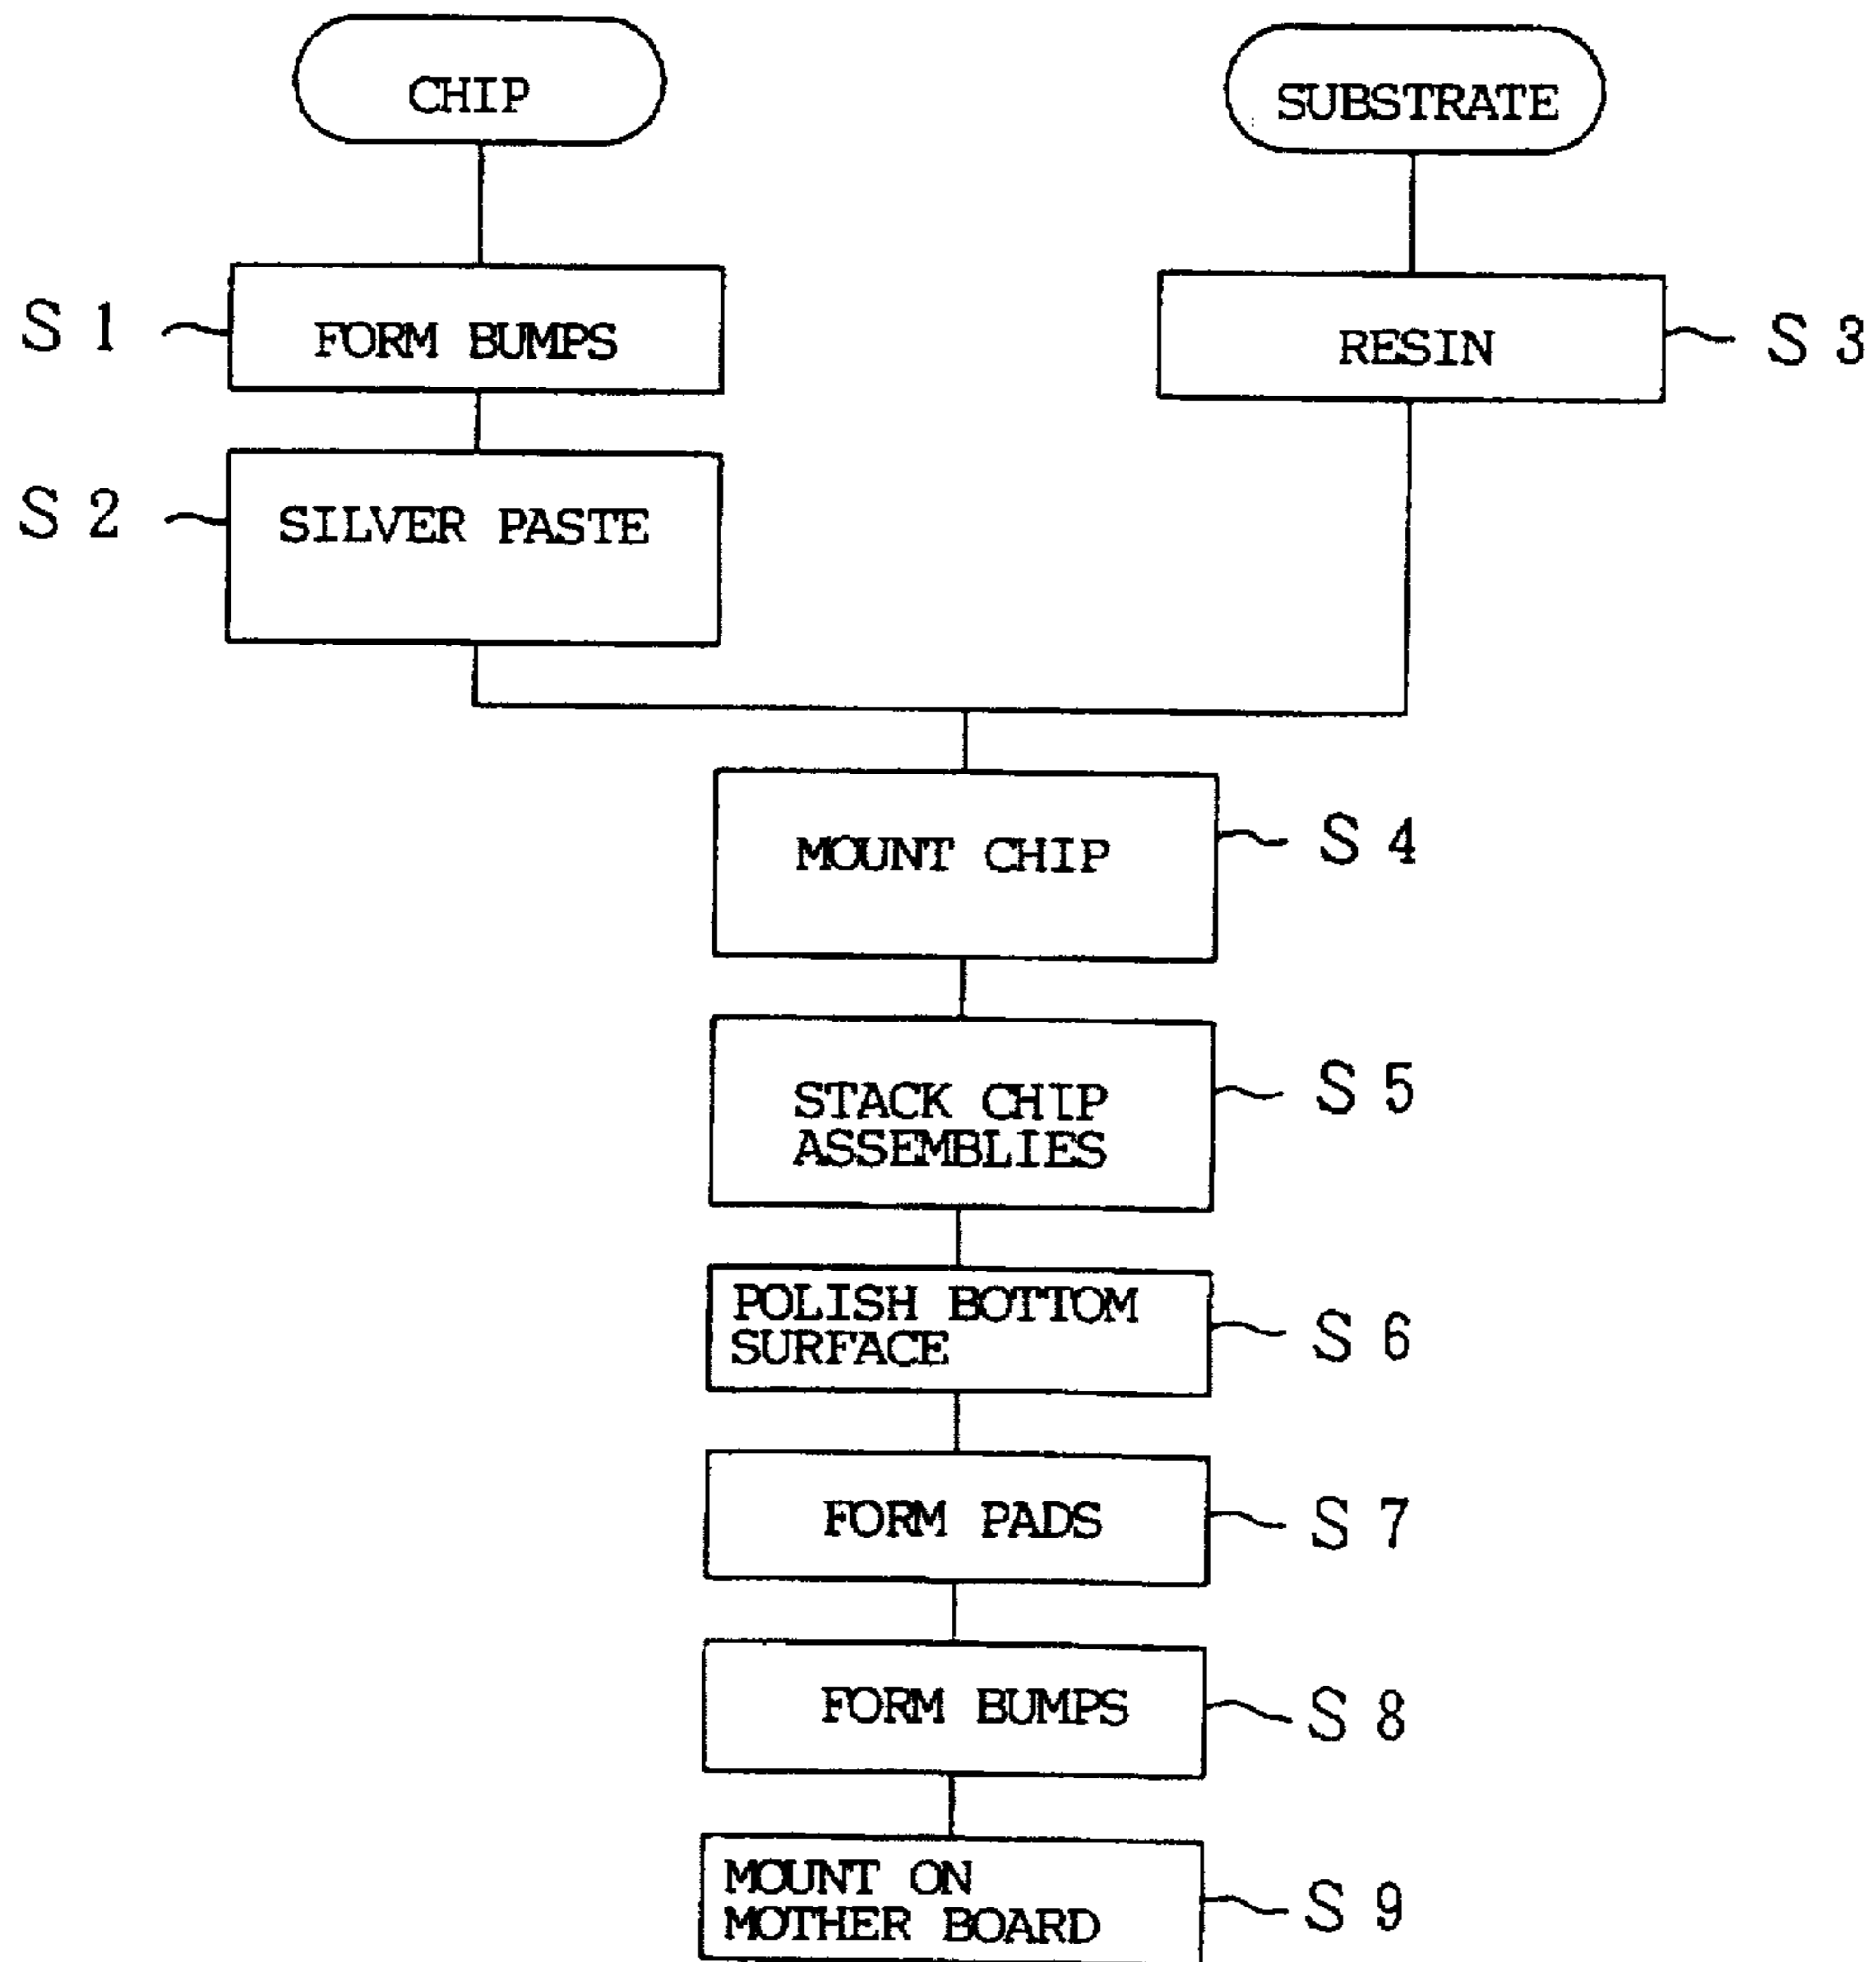 CHIP
SUBSTRATE
S 1
FORM BUMPS
RESIN
S 3
S 2
SILVER PASTE
MOUNT CHIP
S 4
STACK CHIP
ASSEMBLIES
S 5
POLISH BOTTOM
SURFACE
S 6
FORM PADS
S 7
FORM BUMPS
S 8
MOUNT ON
MOTHER BOARD
S 9